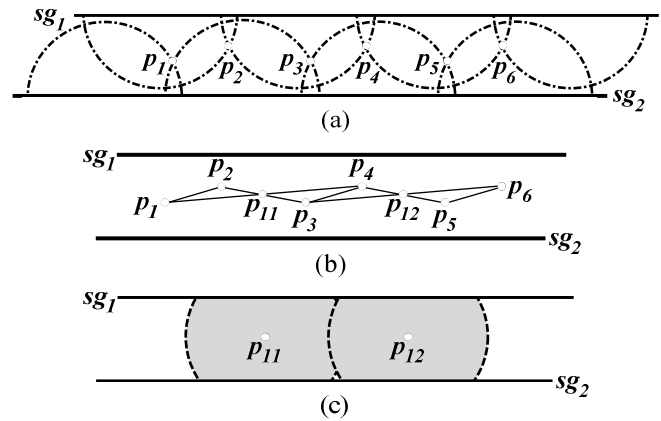 sg1
p1 p2 p3 p4 p5 p6
sg2
(a)
sg1
p2 p4
p6
p1 p11 p3 p12 p5
sg2
(b)
sg1
p11 p12
sg2
(c)